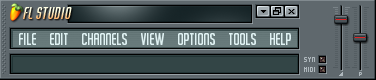 FL STUDIO
FILE EDIT CHANNELS VIEW OPTIONS TOOLS HELP
SYN
MIDI